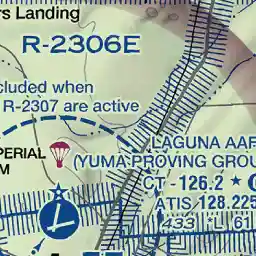 rs Landing
R-2306E
cluded when
R-2307 are active
LAGUNA AAF
PERIAL
(YUMA PROVING GROU
M
CT - 126.2 ★
ATIS 128.225
433 *L 61